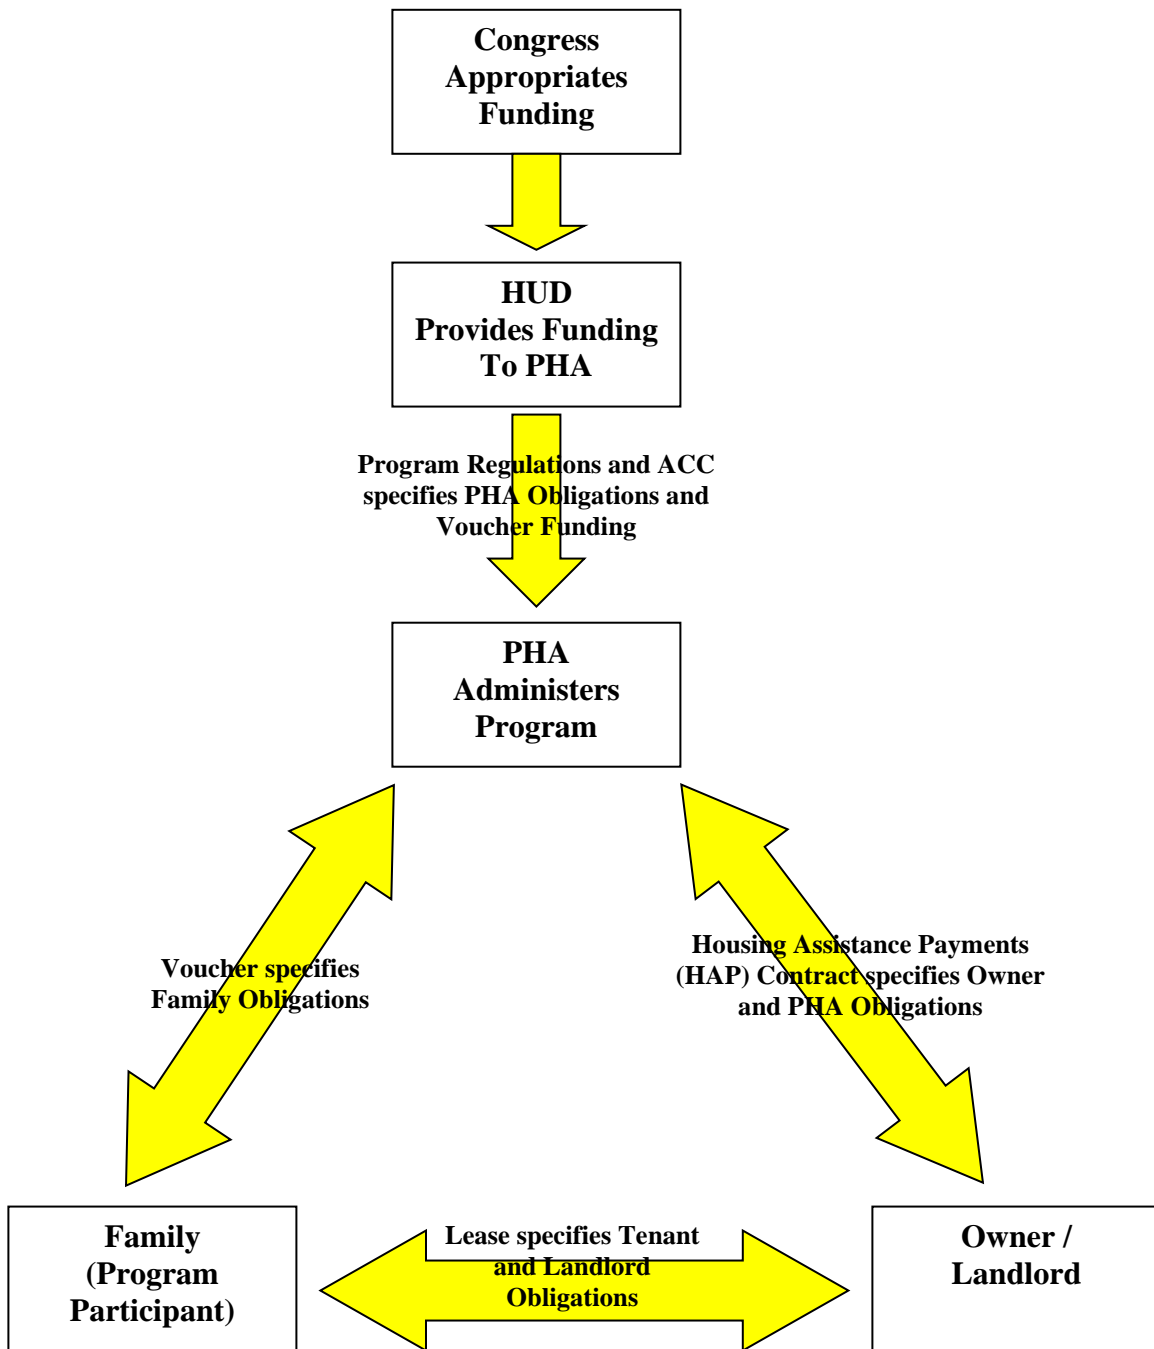 Congress
Appropriates
Funding
HUD
Provides Funding
To PHA
Program Regulations and ACC
specifies PHA Obligations and
Voucher Funding
PHA
Administers
Program
Voucher specifies
Family Obligations
Housing Assistance Payments
(HAP) Contract specifies Owner
and PHA Obligations
Family
(Program
Participant)
Lease specifies Tenant
and Landlord
Obligations
Owner /
Landlord